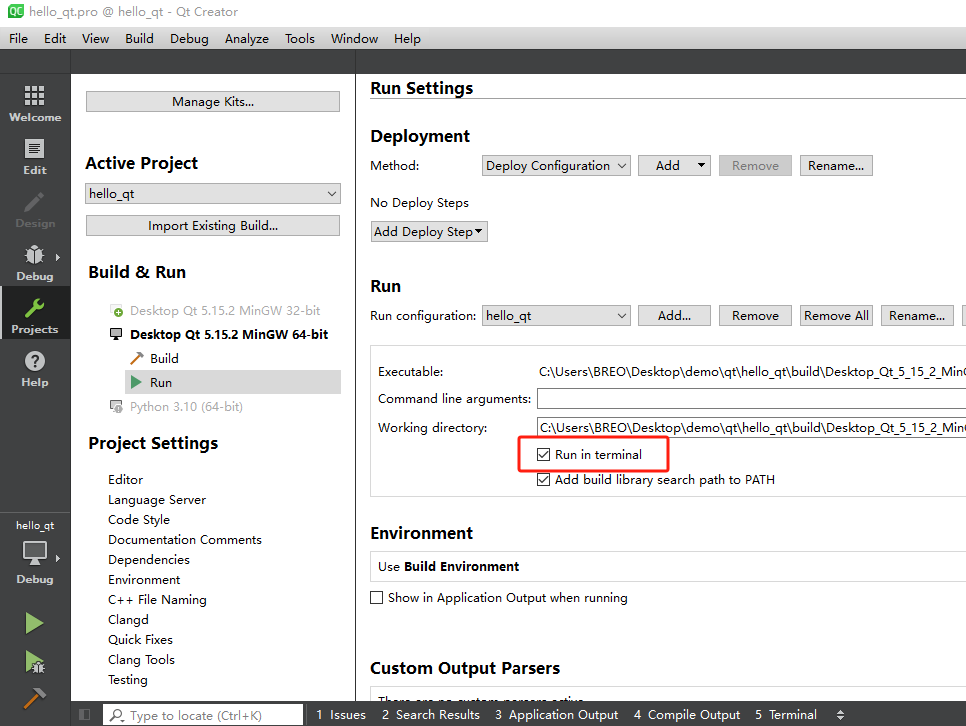 hello_qt.pro @ hello_qt - Qt Creator
File Edit View Build Debug Analyze Tools Window Help
Welcome
Edit
Design
Debug
Projects
Help
hello_qt
Debug
Manage Kits...
Active Project
hello_qt
Import Existing Build...
Build & Run
Desktop Qt 5.15.2 MinGW 32-bit
Desktop Qt 5.15.2 MinGW 64-bit
Build
Run
Python 3.10 (64-bit)
Project Settings
Editor
Language Server
Code Style
Documentation Comments
Dependencies
Environment
C++ File Naming
Clangd
Quick Fixes
Clang Tools
Testing
Run Settings
Deployment
Method: Deploy Configuration Add Remove Rename...
No Deploy Steps
Add Deploy Step
Run
Run configuration: hello_qt Add... Remove Remove All Rename...
Executable: C:\Users\BREO\Desktop\demo\qt\hello_qt\build\Desktop_Qt_5_15_2_MinG
Command line arguments:
Working directory: C:\Users\BREO\Desktop\demo\qt\hello_qt\build\Desktop_Qt_5_15_2_MinG
Run in terminal
Add build library search path to PATH
Environment
Use Build Environment
Show in Application Output when running
Custom Output Parsers
There are no custom parsers active
Type to locate (Ctrl+K) 1 Issues 2 Search Results 3 Application Output 4 Compile Output 5 Terminal